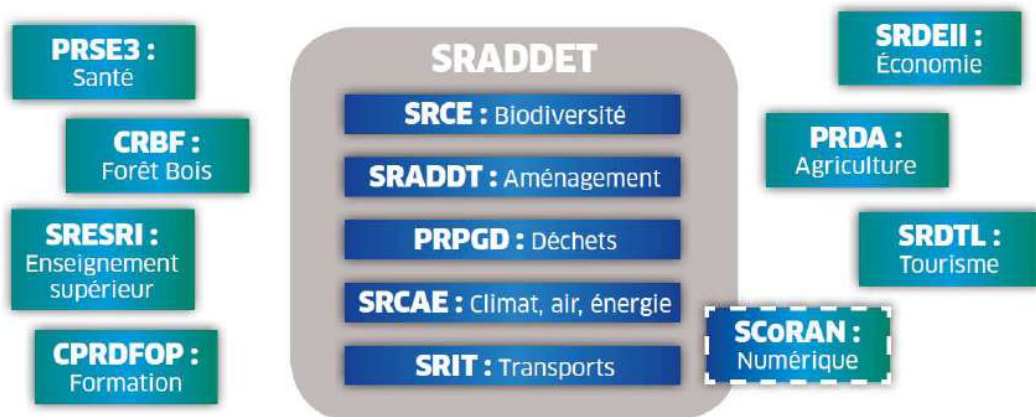 PRSE3 :
Santé
CRBF :
Forêt Bois
SRESRI :
Enseignement
supérieur
CPRDFOP :
Formation
SRADDET
SRCE : Biodiversité
SRADDT : Aménagement
PRPGD : Déchets
SRCAE : Climat, air, énergie
SRIT : Transports
SRDEII :
Économie
PRDA :
Agriculture
SRDTL :
Tourisme
SCoRAN :
Numérique